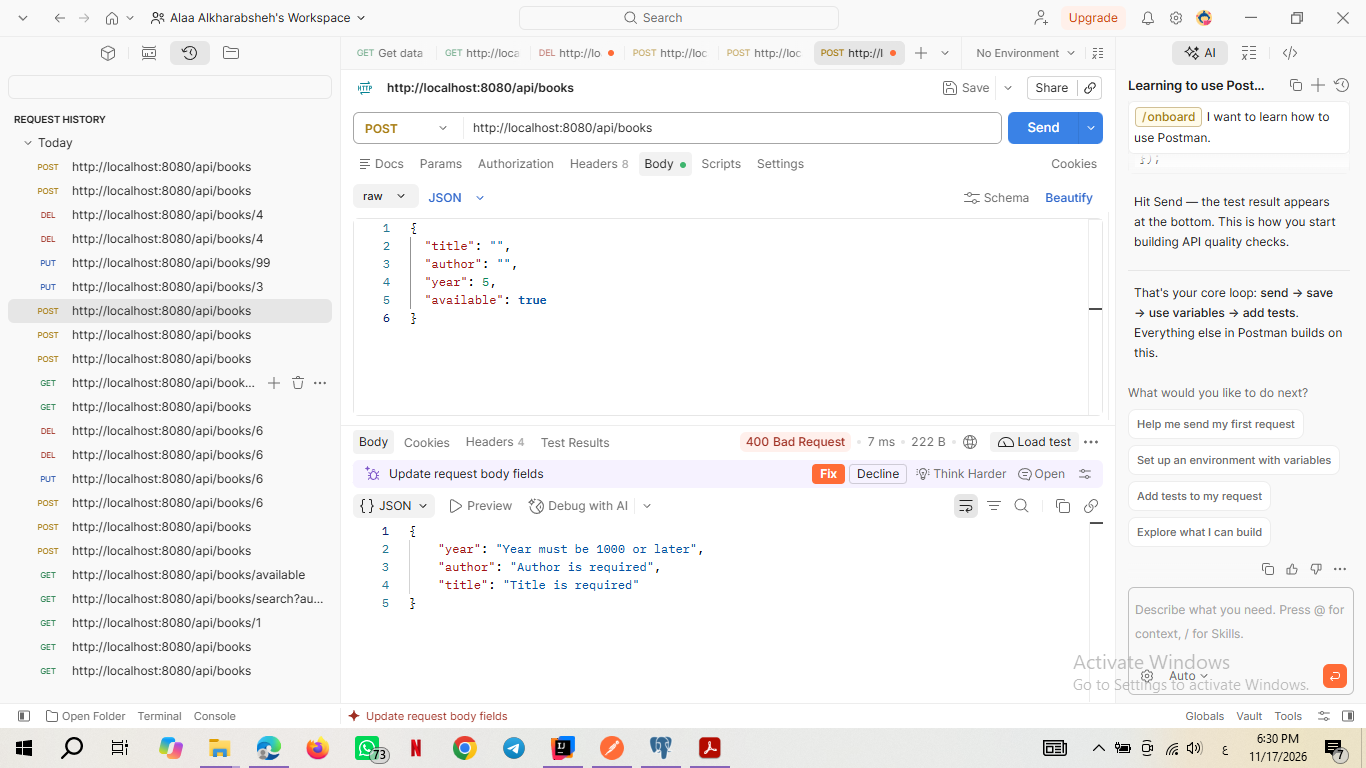 Alaa Alkharabsheh's Workspace
Search
Upgrade
GET Get data
GET http://loca
DEL http://lo
POST http://loc
POST http://loc
POST http://l
No Environment
AI
REQUEST HISTORY
Today
POST http://localhost:8080/api/books
POST http://localhost:8080/api/books
DEL http://localhost:8080/api/books/4
DEL http://localhost:8080/api/books/4
PUT http://localhost:8080/api/books/99
PUT http://localhost:8080/api/books/3
POST http://localhost:8080/api/books
POST http://localhost:8080/api/books
POST http://localhost:8080/api/books
GET http://localhost:8080/api/book...
GET http://localhost:8080/api/books
DEL http://localhost:8080/api/books/6
DEL http://localhost:8080/api/books/6
PUT http://localhost:8080/api/books/6
POST http://localhost:8080/api/books/6
POST http://localhost:8080/api/books
POST http://localhost:8080/api/books
GET http://localhost:8080/api/books/available
GET http://localhost:8080/api/books/search?au...
GET http://localhost:8080/api/books/1
GET http://localhost:8080/api/books
GET http://localhost:8080/api/books
HTTP http://localhost:8080/api/books
Save
Share
POST
http://localhost:8080/api/books
Send
Docs Params Authorization Headers 8 Body Scripts Settings
Cookies
raw
JSON
Schema
Beautify
1 {
2 "title": "",
3 "author": "",
4 "year": 5,
5 "available": true
6 }
Body Cookies Headers 4 Test Results
400 Bad Request • 7 ms • 222 B
Load test
Update request body fields
Fix
Decline
Think Harder
Open
{} JSON
Preview
Debug with AI
1 {
2 "year": "Year must be 1000 or later",
3 "author": "Author is required",
4 "title": "Title is required"
5 }
Learning to use Post...
/onboard I want to learn how to
use Postman.
});
Hit Send — the test result appears
at the bottom. This is how you start
building API quality checks.
That's your core loop: send → save
→ use variables → add tests.
Everything else in Postman builds on
this.
What would you like to do next?
Help me send my first request
Set up an environment with variables
Add tests to my request
Explore what I can build
Describe what you need. Press @ for
context, / for Skills.
Auto
Activate Windows
Go to Settings to activate Windows.
Open Folder Terminal Console
Update request body fields
Globals Vault Tools
73
N
IJ
ع
6:30 PM
11/17/2026
7